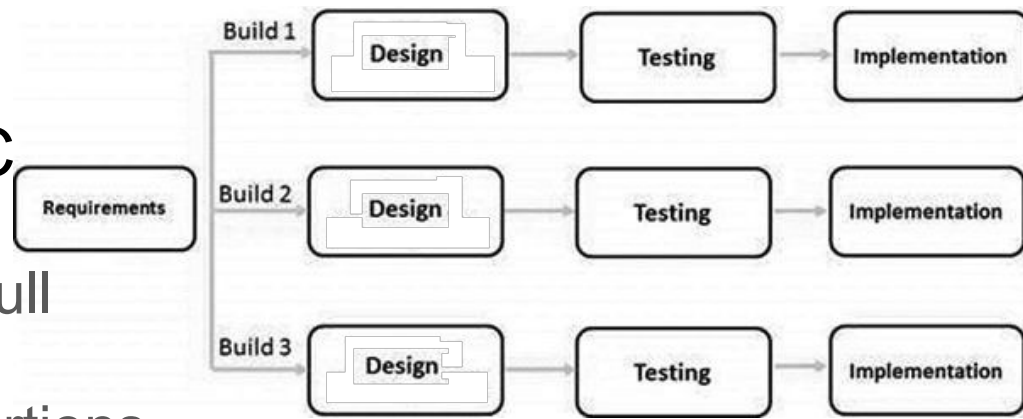 Build 1
Design
Testing
Implementation
Requirements
Build 2
Design
Testing
Implementation
Build 3
Design
Testing
Implementation